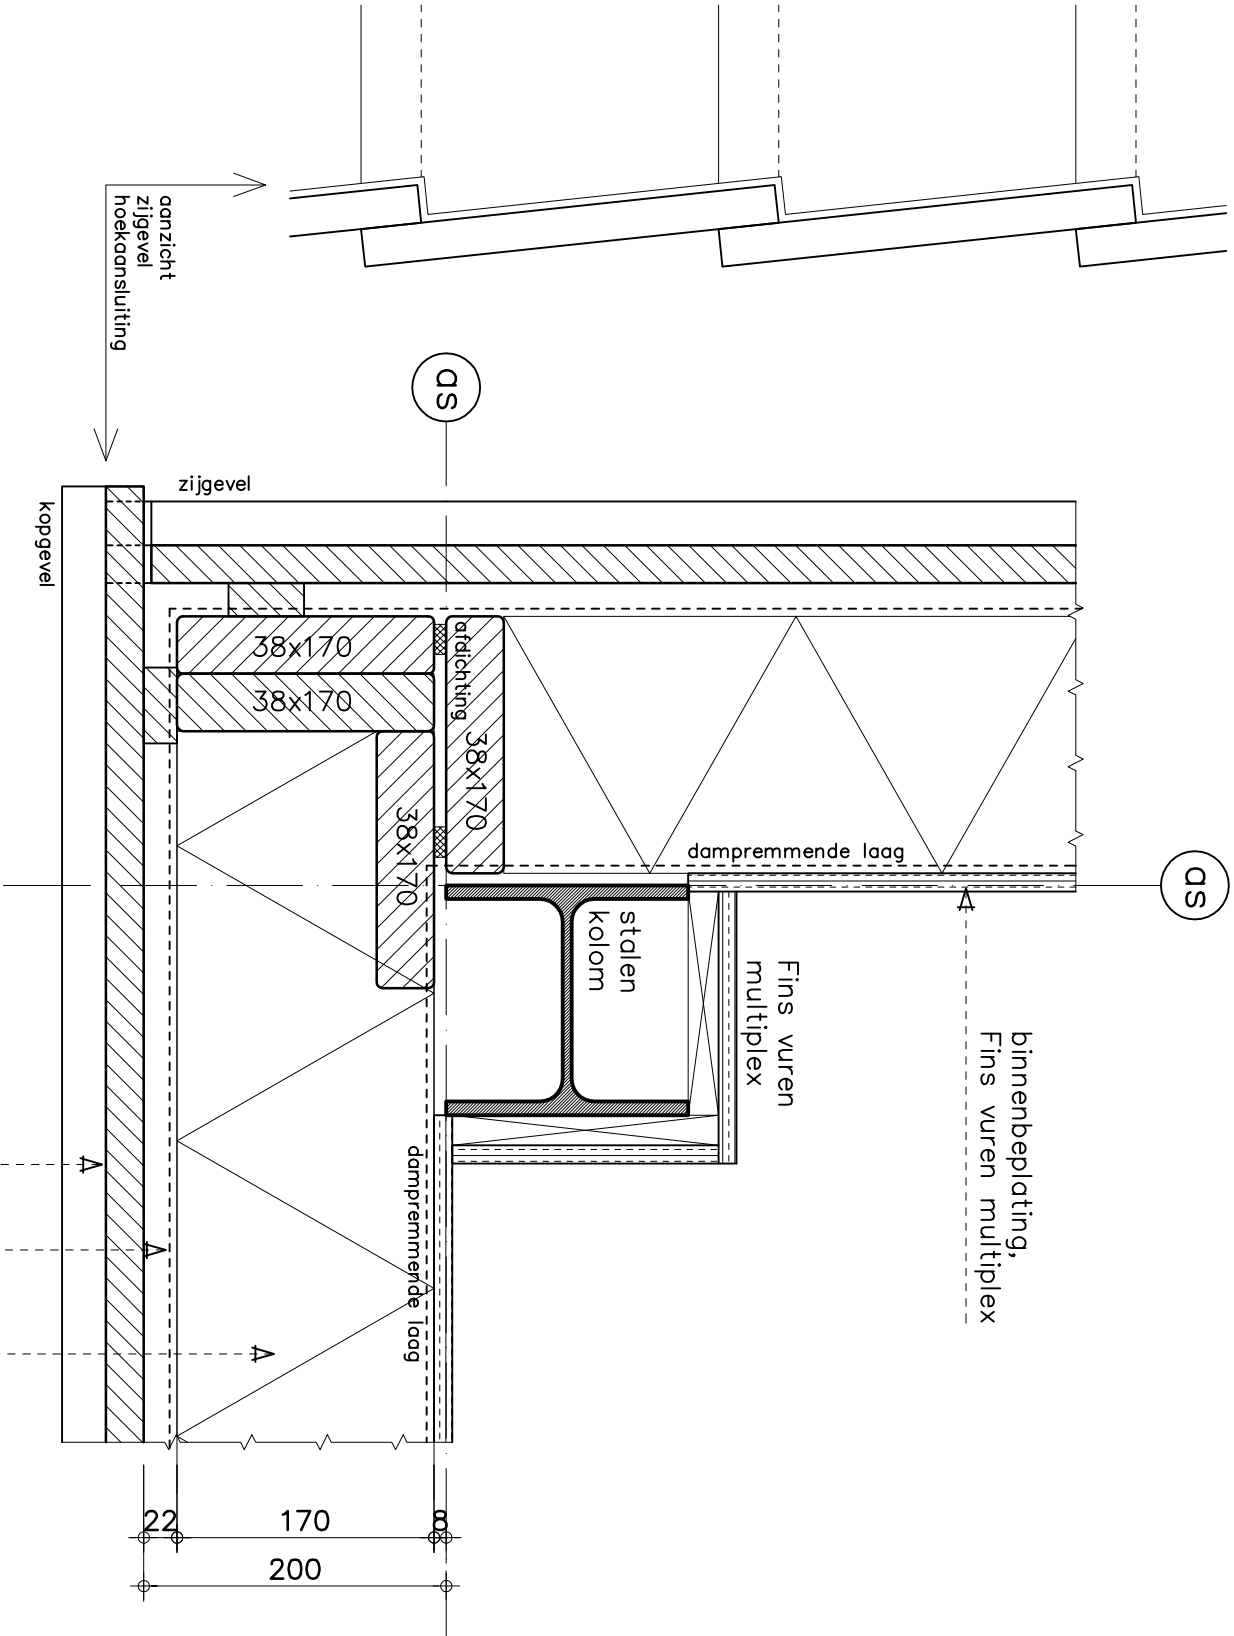 aanzicht
zijgevel
hoekaansluiting
as
zijgevel
kopgevel
38x170
38x170
afdichting
38x170
38x170
dampremmende laag
as
stalen
kolom
Fins vuren
multiplex
binnenbeplating,
Fins vuren multiplex
dampremmende laag
22
170
8
200